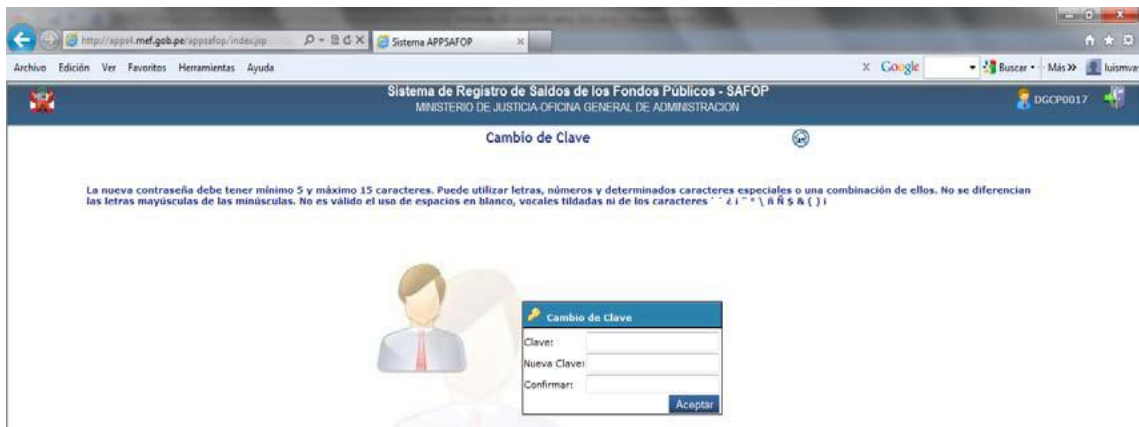 http://apps4.mef.gob.pe/appsafop/index.jsp
Sistema APPSAFOP
Archivo Edición Ver Favoritos Herramientas Ayuda
x Google
Buscar
Más »
luismva
Sistema de Registro de Saldos de los Fondos Públicos - SAFOP
MINISTERIO DE JUSTICIA-OFICINA GENERAL DE ADMINISTRACION
DGCP0017
Cambio de Clave
La nueva contraseña debe tener mínimo 5 y máximo 15 caracteres. Puede utilizar letras, números y determinados caracteres especiales o una combinación de ellos. No se diferencian
las letras mayúsculas de las minúsculas. No es válido el uso de espacios en blanco, vocales tildadas ni de los caracteres
Cambio de Clave
Clave:
Nueva Clave:
Confirmar:
Aceptar